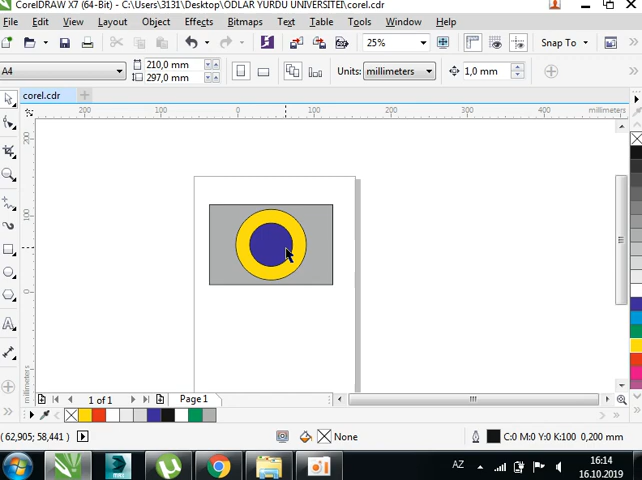 CorelDRAW X7 (64-Bit) - C:\Users\3131\Desktop\ODLAR YURDU UNIVERSITEI\corel.cdr
File Edit View Layout Object Effects Bitmaps Text Table Tools Window Help
25% Snap To
A4 210,0 mm 297,0 mm Units: millimeters 1,0 mm
corel.cdr
200 100 0 100 200 300 400 millimeters
200
100
0
millimeters
1 of 1 Page 1
(62,905; 58,441) None C:0 M:0 Y:0 K:100 0,200 mm
AZ 16:14
16.10.2019